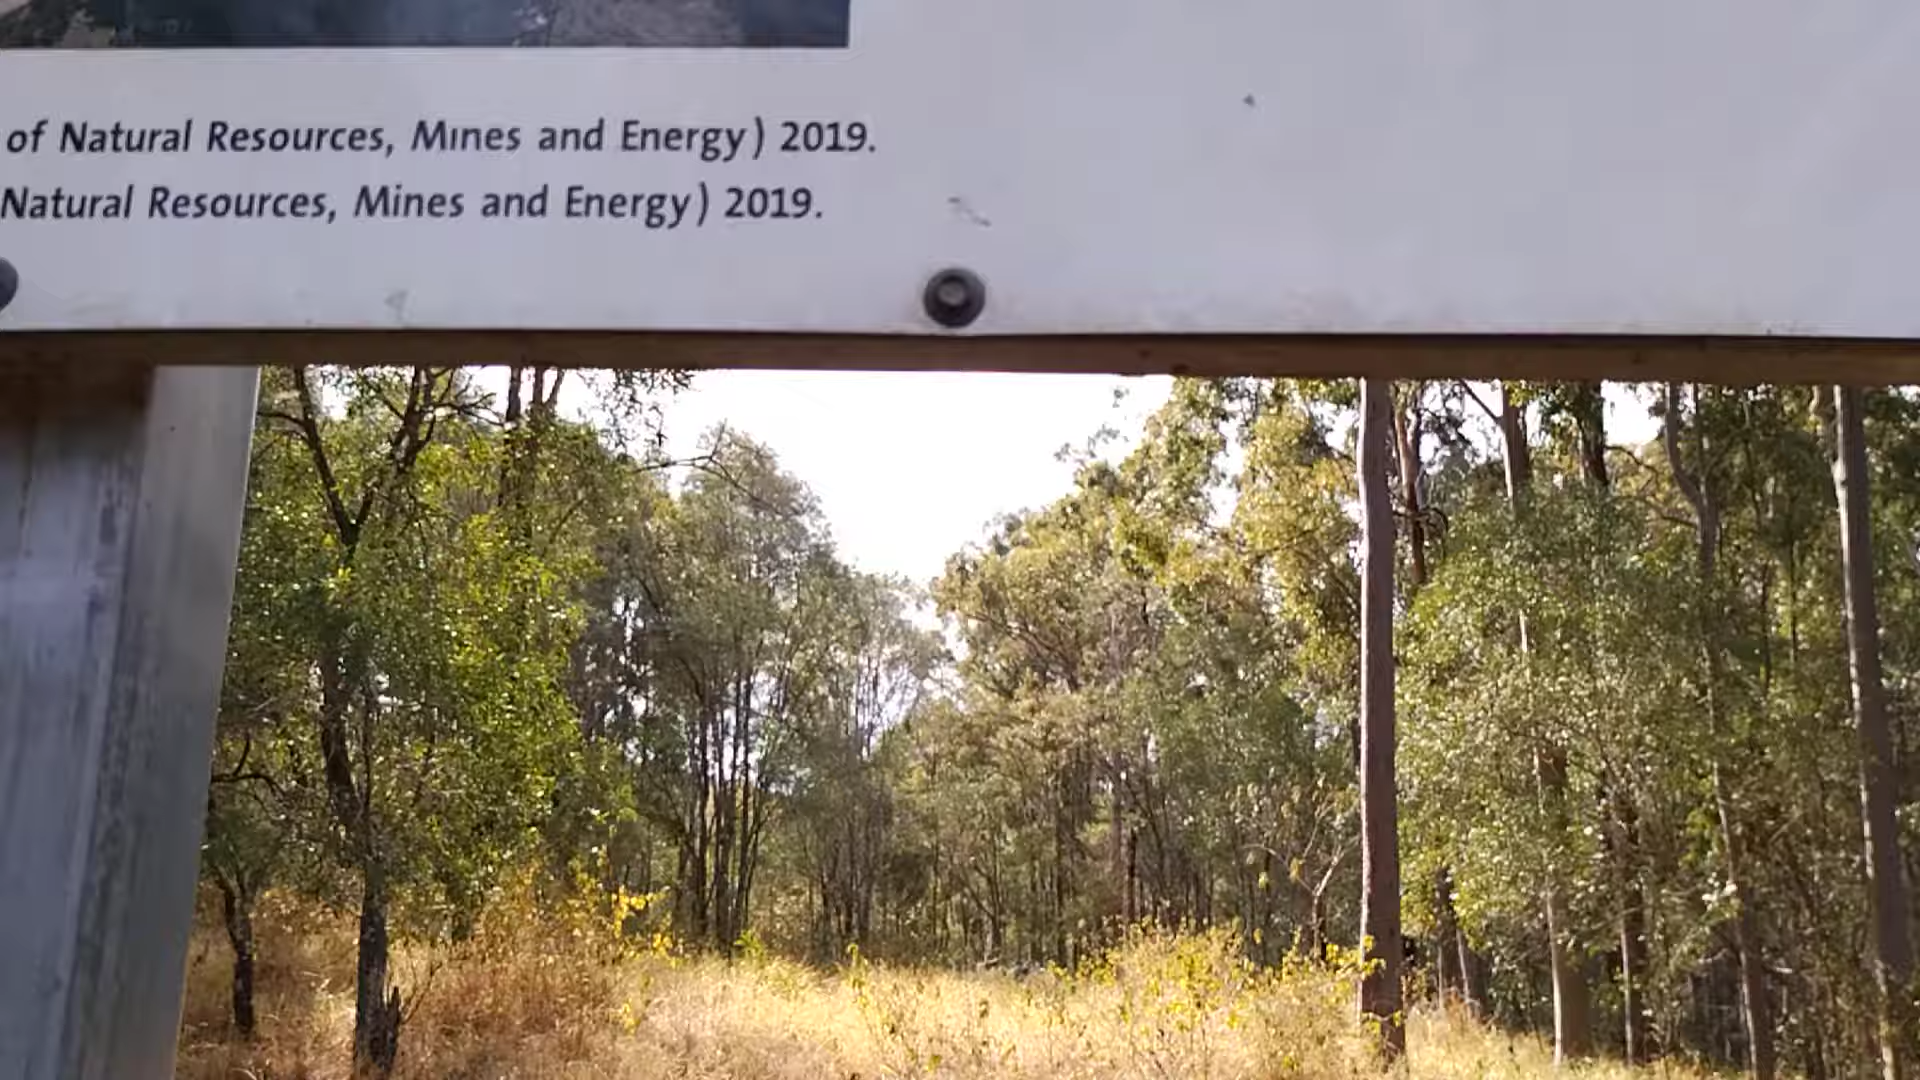 of Natural Resources, Mines and Energy) 2019.
Natural Resources, Mines and Energy) 2019.